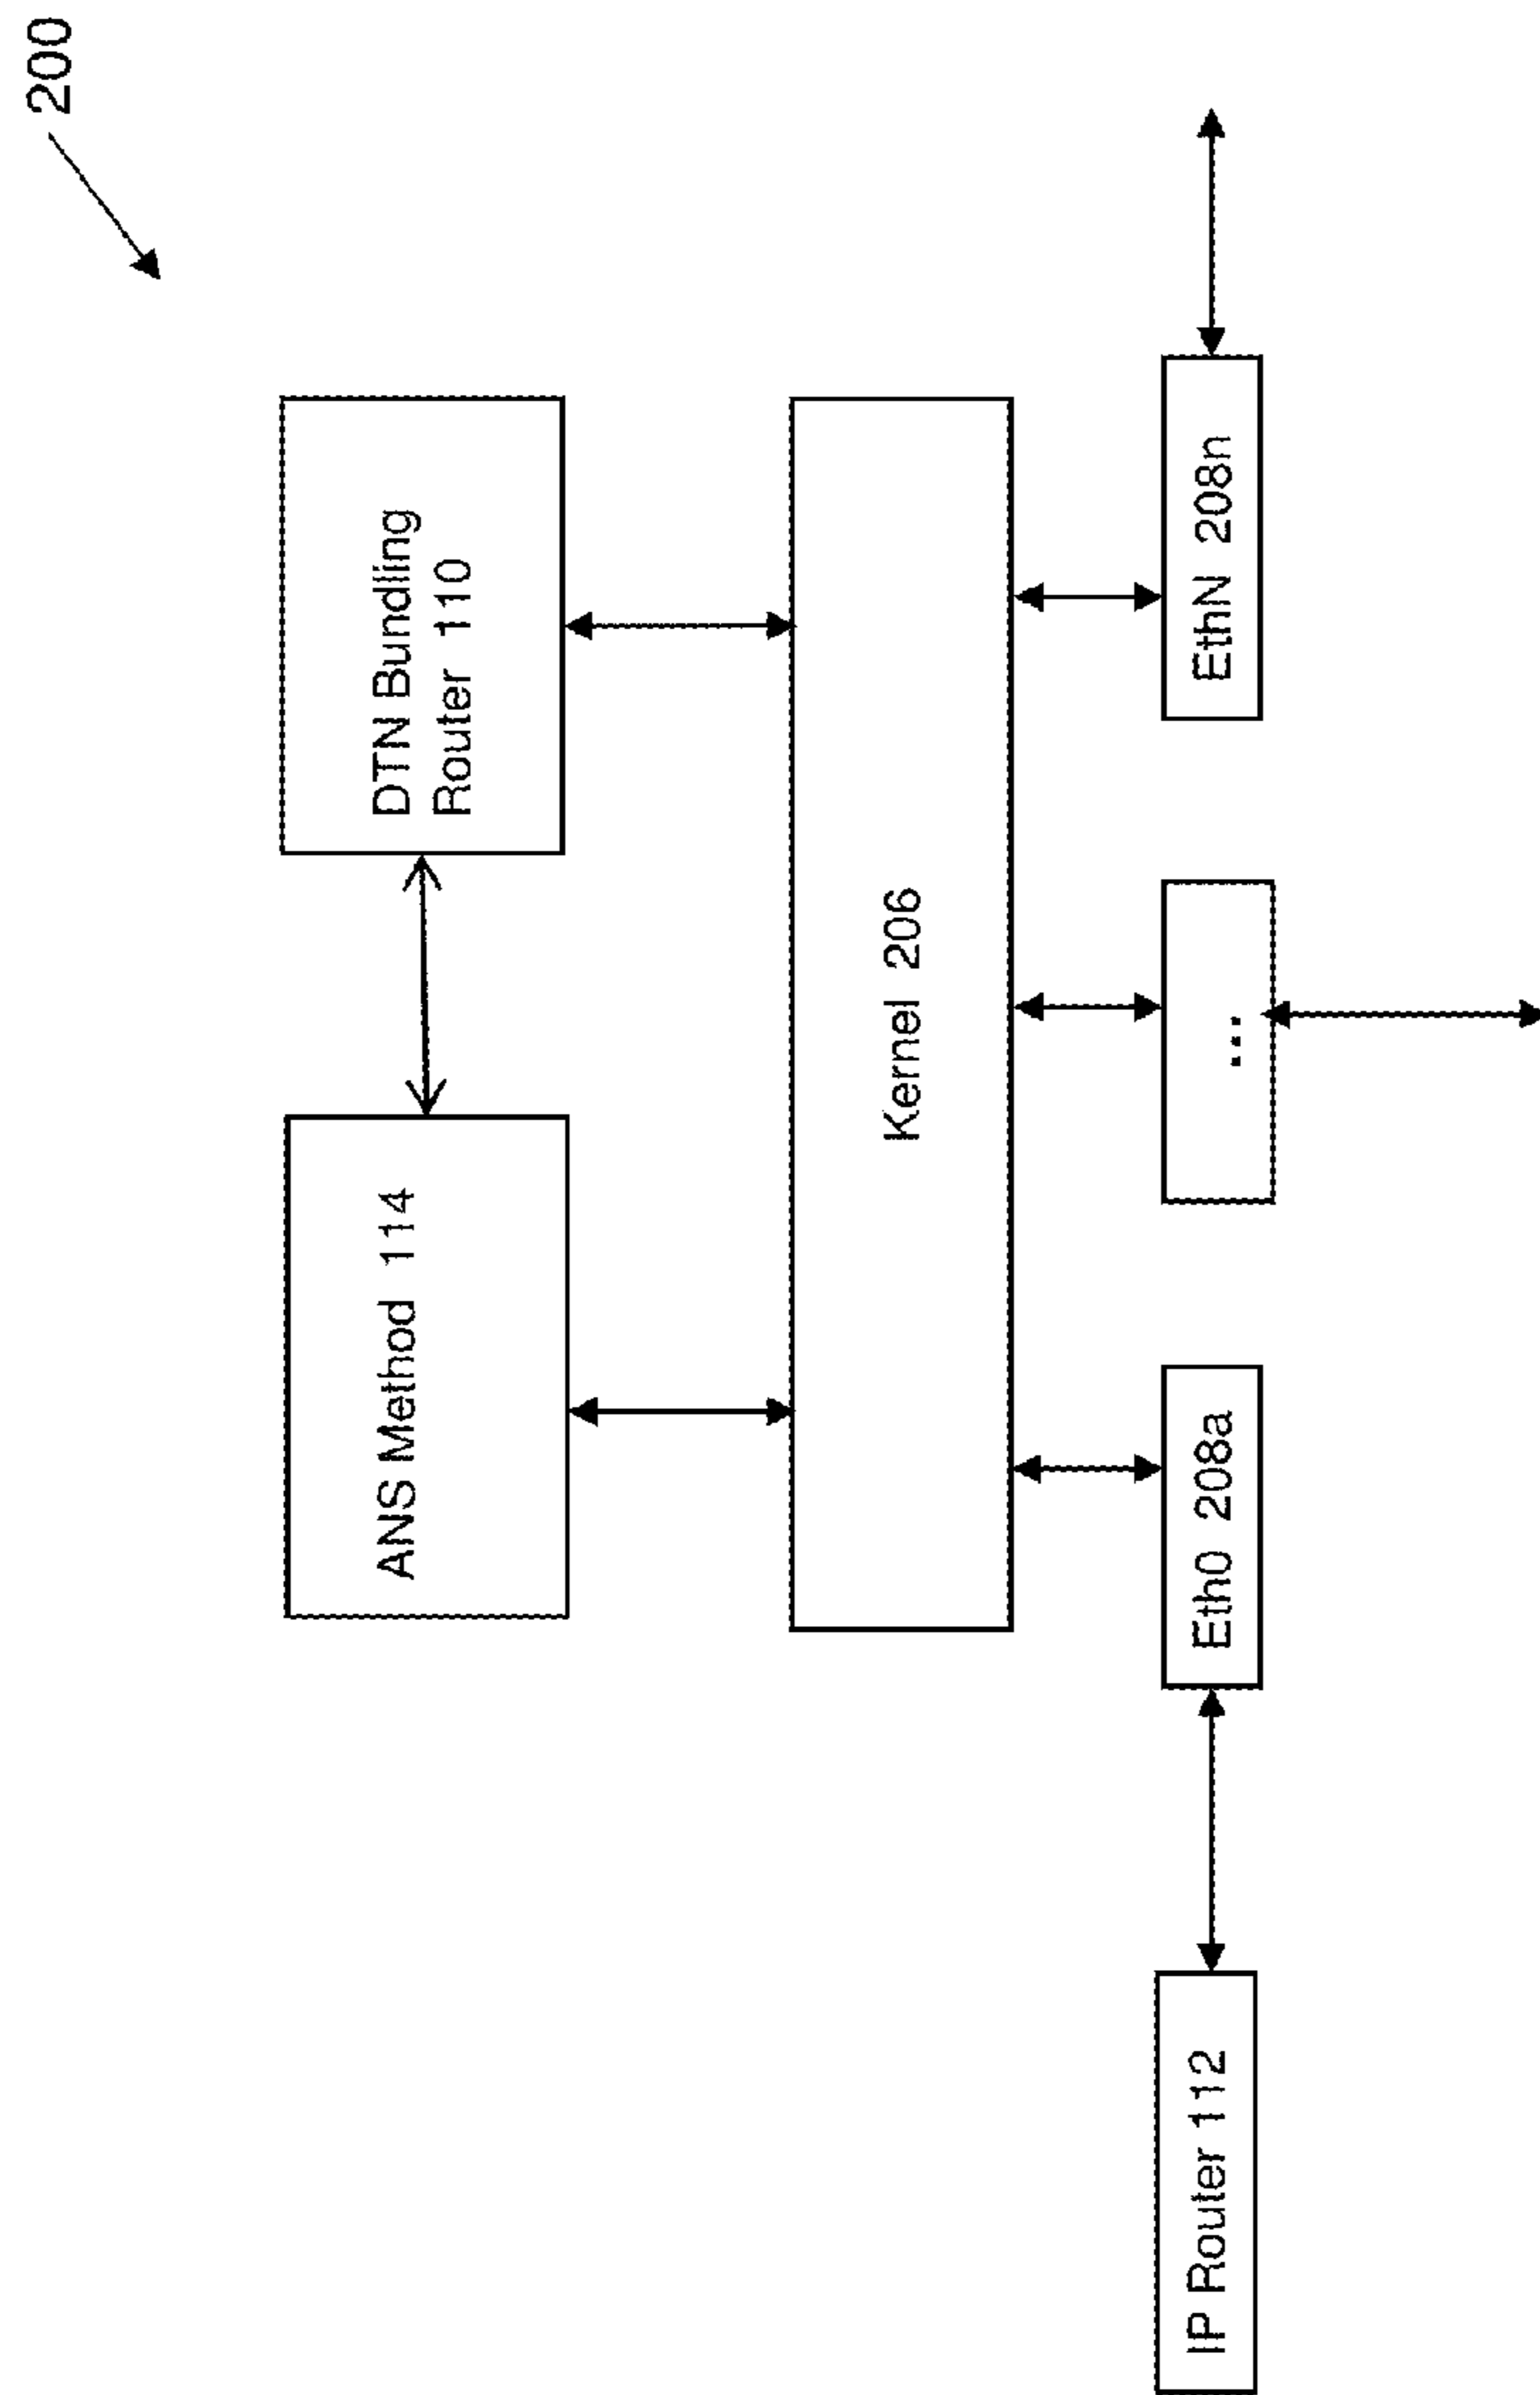 200
ANS Method 114
DTN Bundling
Router 110
Kernel 206
IP Router 112
Eth0 208a
...
EthN 208n